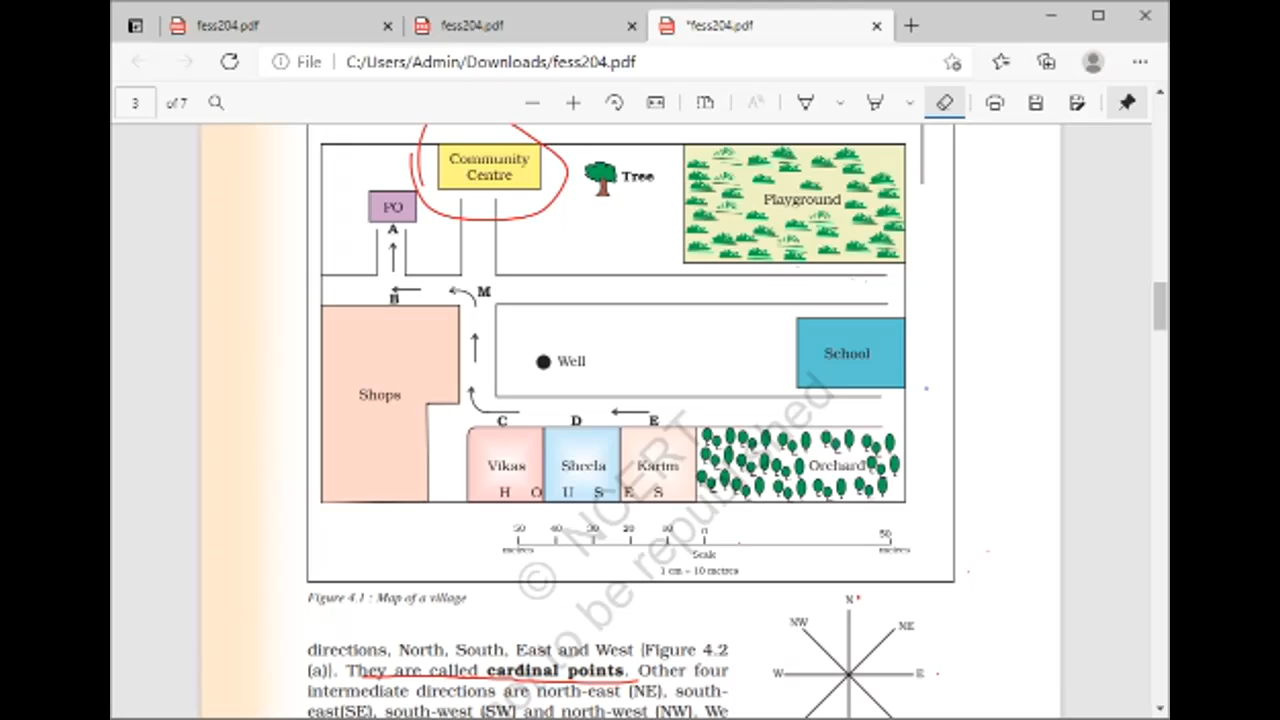 fess204.pdf
fess204.pdf
*fess204.pdf
File
C:/Users/Admin/Downloads/fess204.pdf
3 of 7
Community
Centre
Tree
Playground
PO
A
B
M
Well
School
Shops
C D E
Vikas Sheela Karim Orchard
H O U S E S
50 40 30 20 10 0 50
metres metres
Scale
1 cm = 10 metres
© NCERT
not to be republished
Figure 4.1 : Map of a village
N
NW NE
W E
directions, North, South, East and West [Figure 4.2
(a)]. They are called cardinal points. Other four
intermediate directions are north-east (NE), south-
east(SE), south-west (SW) and north-west (NW). We